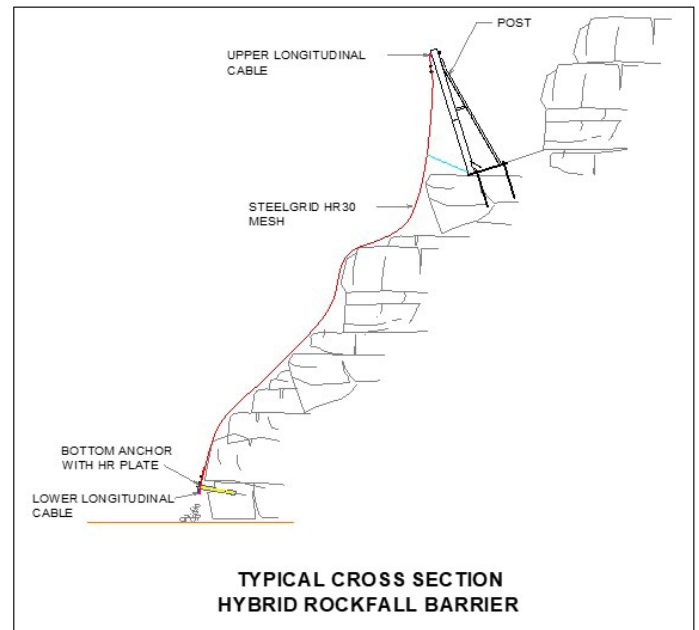 POST
UPPER LONGITUDINAL
CABLE
STEELGRID HR30
MESH
BOTTOM ANCHOR
WITH HR PLATE
LOWER LONGITUDINAL
CABLE
TYPICAL CROSS SECTION
HYBRID ROCKFALL BARRIER